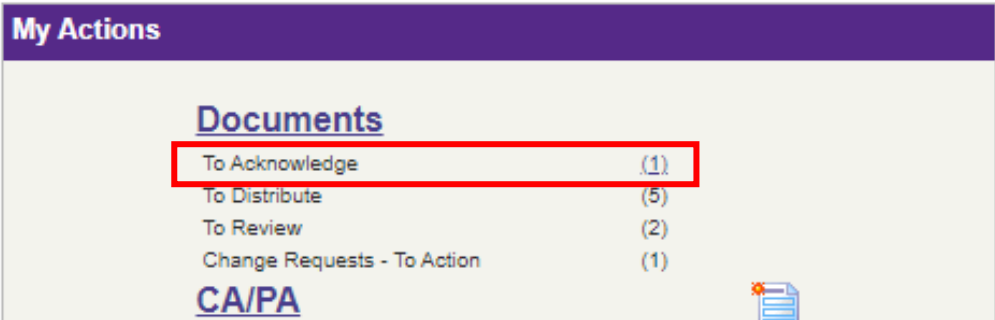 My Actions
Documents
To Acknowledge (1)
To Distribute (5)
To Review (2)
Change Requests - To Action (1)
CA/PA